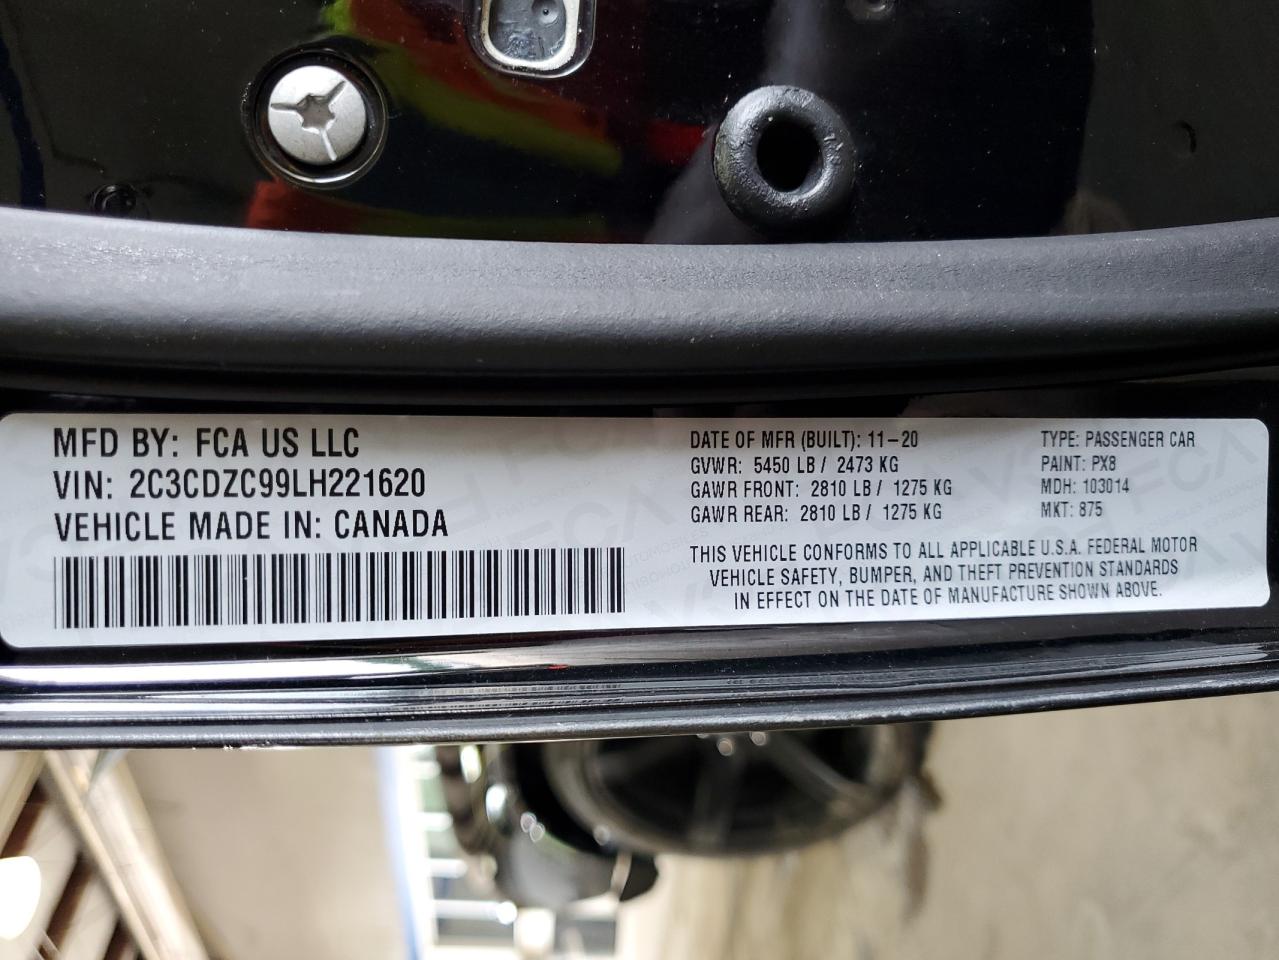 MFD BY: FCA US LLC
VIN: 2C3CDZC99LH221620
VEHICLE MADE IN: CANADA
DATE OF MFR (BUILT): 11-20
GVWR: 5450 LB / 2473 KG
GAWR FRONT: 2810 LB / 1275 KG
GAWR REAR: 2810 LB / 1275 KG
TYPE: PASSENGER CAR
PAINT: PX8
MDH: 103014
MKT: 875
THIS VEHICLE CONFORMS TO ALL APPLICABLE U.S.A. FEDERAL MOTOR
VEHICLE SAFETY, BUMPER, AND THEFT PREVENTION STANDARDS
IN EFFECT ON THE DATE OF MANUFACTURE SHOWN ABOVE.